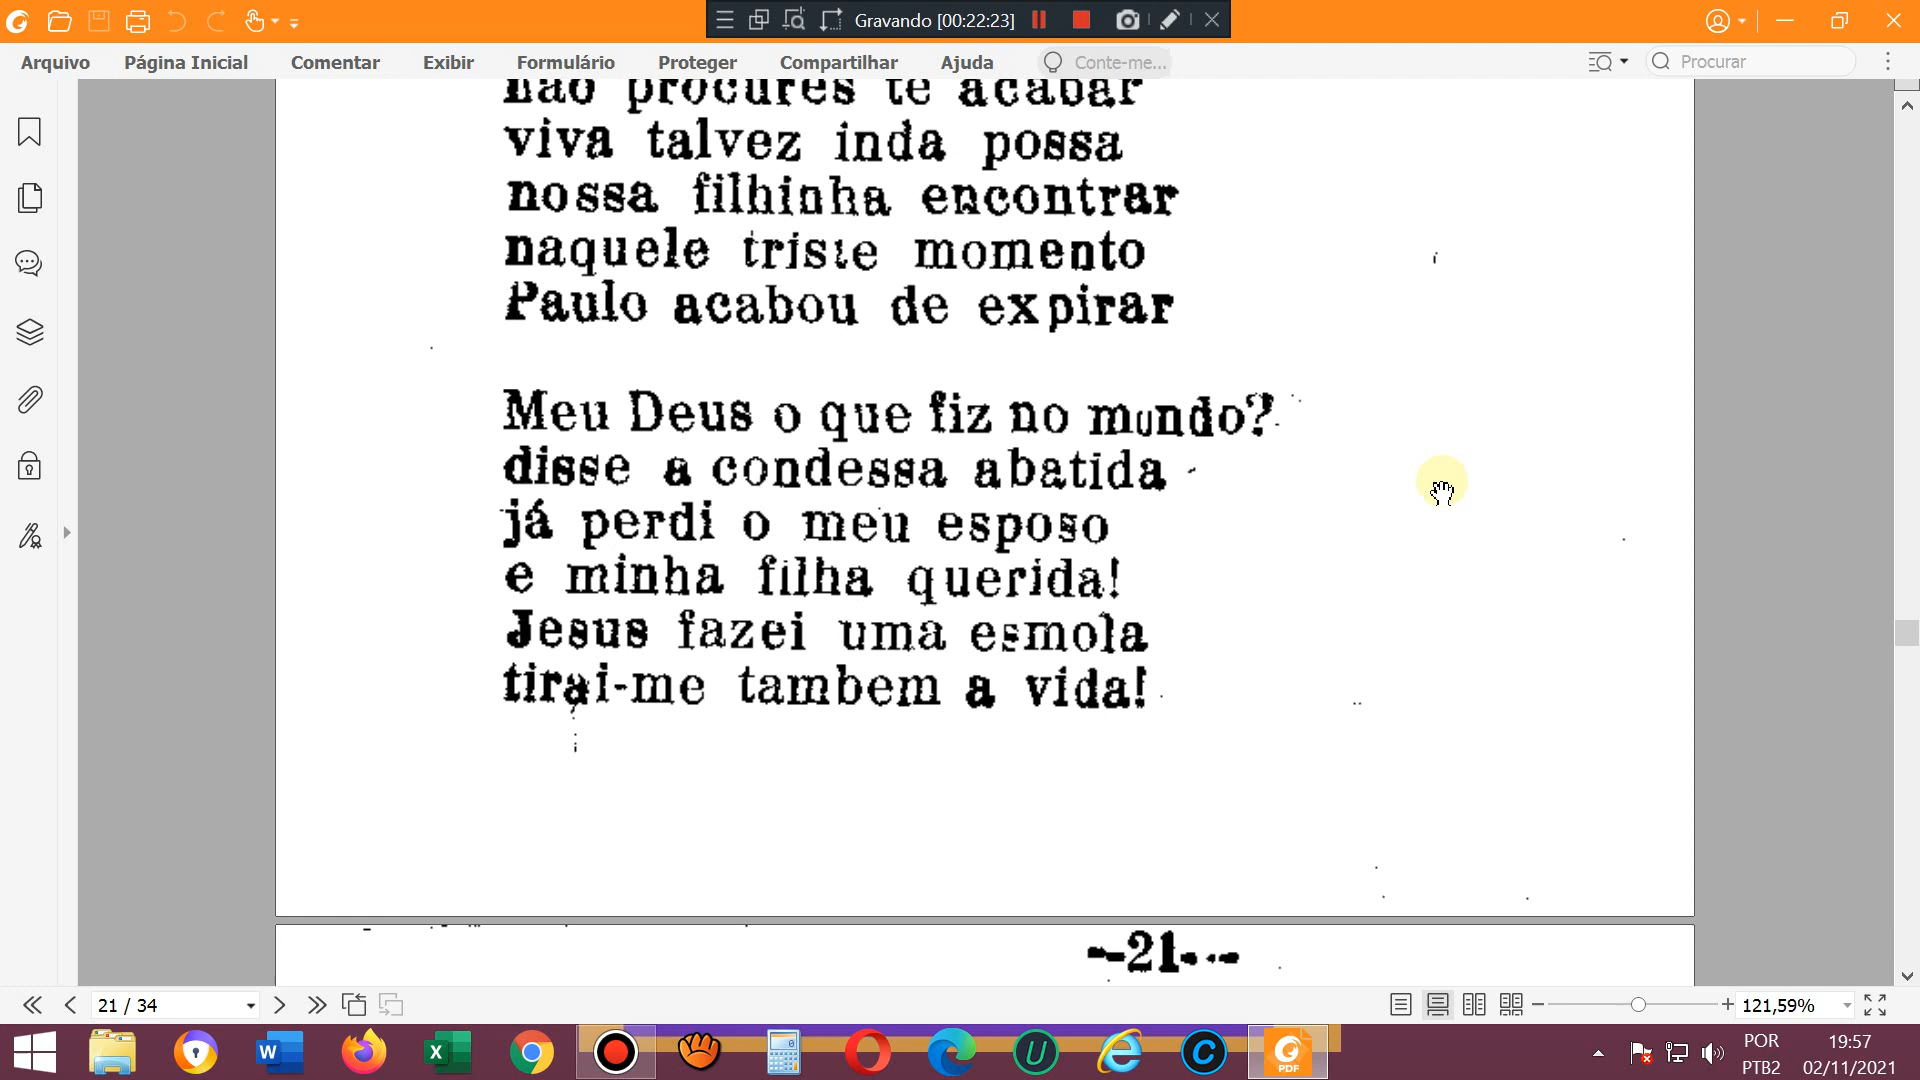 Gravando [00:22:23]
Arquivo Página Inicial Comentar Exibir Formulário Proteger Compartilhar Ajuda Conte-me... Procurar
não procures te acabar
viva talvez inda possa
nossa filhinha encontrar
naquele triste momento
Paulo acabou de expirar
Meu Deus o que fiz no mundo?
disse a condessa abatida
já perdi o meu esposo
e minha filha querida!
Jesus fazei uma esmola
tirai-me tambem a vida!
--21---
21 / 34
121,59%
POR 19:57
PTB2 02/11/2021